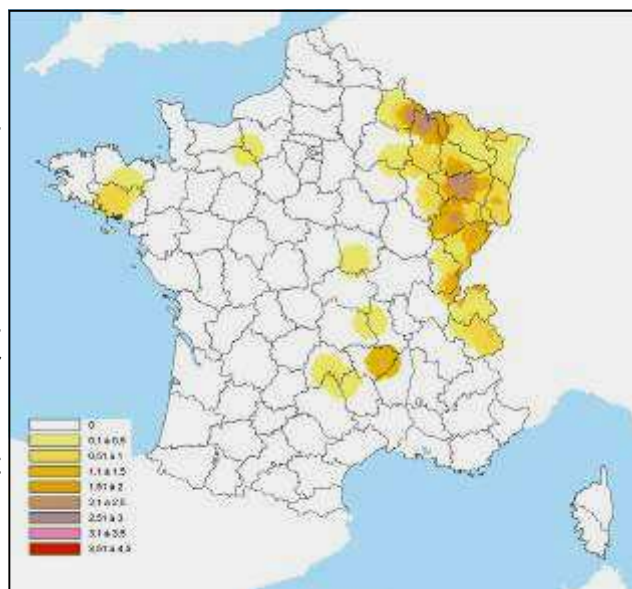 0
0,1 à 0,5
0,51 à 1
1,1 à 1,5
1,51 à 2
2,1 à 2,5
2,51 à 3
3,1 à 3,5
3,51 à 4,5